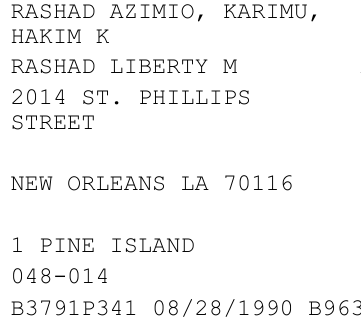 RASHAD AZIMIO, KARIMU,
HAKIM K
RASHAD LIBERTY M
2014 ST. PHILLIPS
STREET
NEW ORLEANS LA 70116
1 PINE ISLAND
048-014
B3791P341 08/28/1990 B963